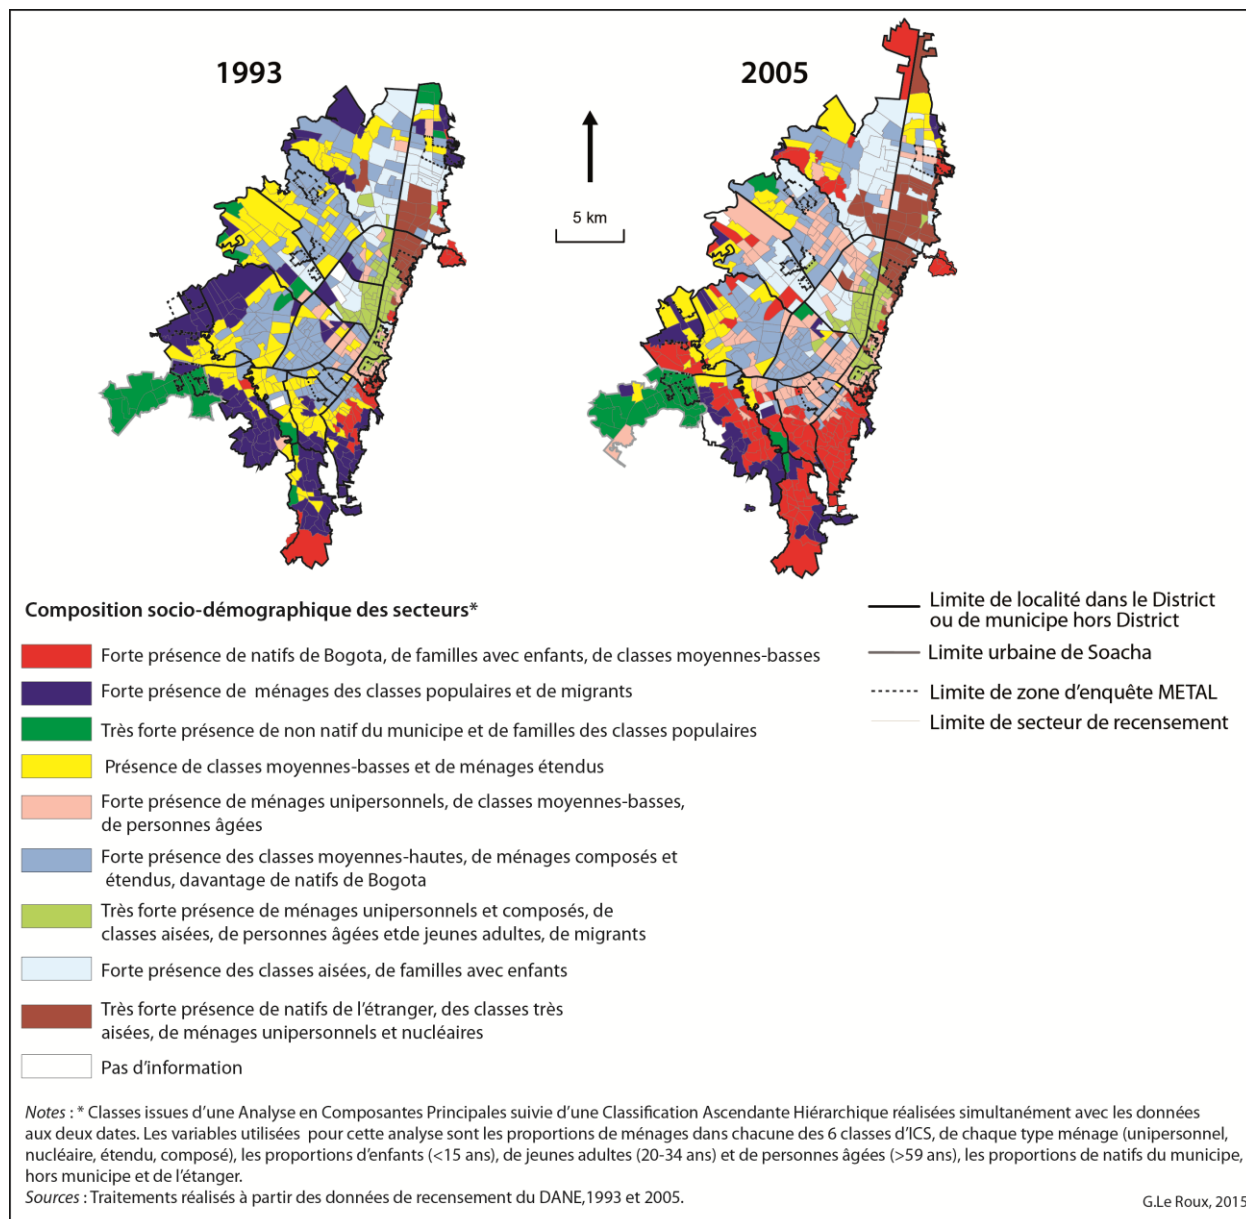 1993
2005
5 km
Composition socio-démographique des secteurs*
Forte présence de natifs de Bogota, de familles avec enfants, de classes moyennes-basses
Forte présence de ménages des classes populaires et de migrants
Très forte présence de non natif du municipe et de familles des classes populaires
Présence de classes moyennes-basses et de ménages étendus
Forte présence de ménages unipersonnels, de classes moyennes-basses,
de personnes âgées
Forte présence des classes moyennes-hautes, de ménages composés et
étendus, davantage de natifs de Bogota
Très forte présence de ménages unipersonnels et composés, de
classes aisées, de personnes âgées etde jeunes adultes, de migrants
Forte présence des classes aisées, de familles avec enfants
Très forte présence de natifs de l'étranger, des classes très
aisées, de ménages unipersonnels et nucléaires
Pas d'information
Limite de localité dans le District
ou de municipe hors District
Limite urbaine de Soacha
Limite de zone d'enquête METAL
Limite de secteur de recensement
Notes : * Classes issues d'une Analyse en Composantes Principales suivie d'une Classification Ascendante Hiérarchique réalisées simultanément avec les données
aux deux dates. Les variables utilisées pour cette analyse sont les proportions de ménages dans chacune des 6 classes d'ICS, de chaque type ménage (unipersonnel,
nucléaire, étendu, composé), les proportions d'enfants (<15 ans), de jeunes adultes (20-34 ans) et de personnes âgées (>59 ans), les proportions de natifs du municipe,
hors municipe et de l'étanger.
Sources : Traitements réalisés à partir des données de recensement du DANE,1993 et 2005.
G.Le Roux, 2015